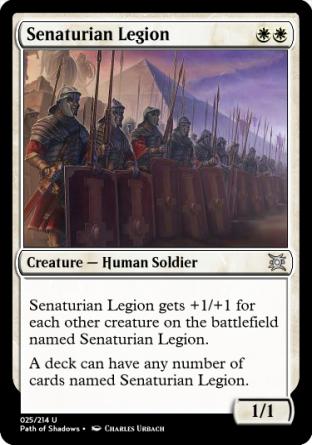 Senaturian Legion
Creature — Human Soldier
Senaturian Legion gets +1/+1 for
each other creature on the battlefield
named Senaturian Legion.
A deck can have any number of
cards named Senaturian Legion.
1/1
025/214 U
Path of Shadows • Charles Urbach